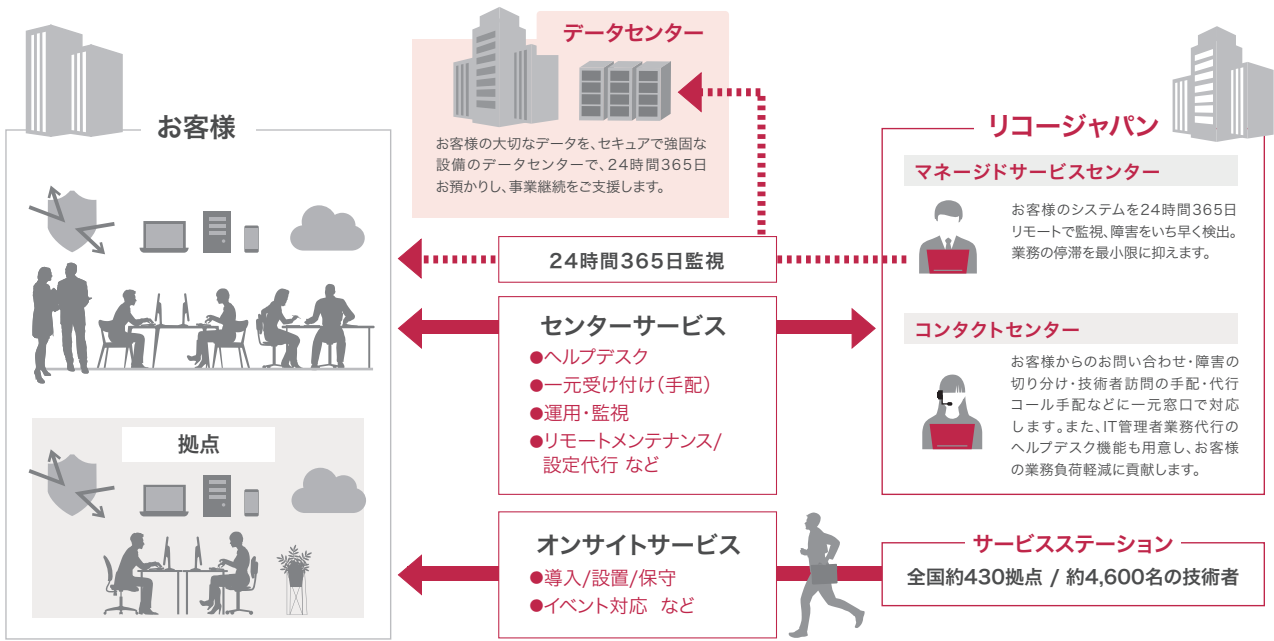 お客様
拠点
データセンター
お客様の大切なデータを、セキュアで強固な
設備のデータセンターで、24時間365日
お預かりし、事業継続をご支援します。
24時間365日監視
センターサービス
●ヘルプデスク
●一元受け付け（手配）
●運用・監視
●リモートメンテナンス/
設定代行 など
オンサイトサービス
●導入/設置/保守
●イベント対応 など
リコージャパン
マネージドサービスセンター
お客様のシステムを24時間365日
リモートで監視、障害をいち早く検出。
業務の停滞を最小限に抑えます。
コンタクトセンター
お客様からのお問い合わせ・障害の
切り分け・技術者訪問の手配・代行
コール手配などに一元窓口で対応
します。また、IT管理者業務代行の
ヘルプデスク機能も用意し、お客様
の業務負荷軽減に貢献します。
サービスステーション
全国約430拠点 / 約4,600名の技術者